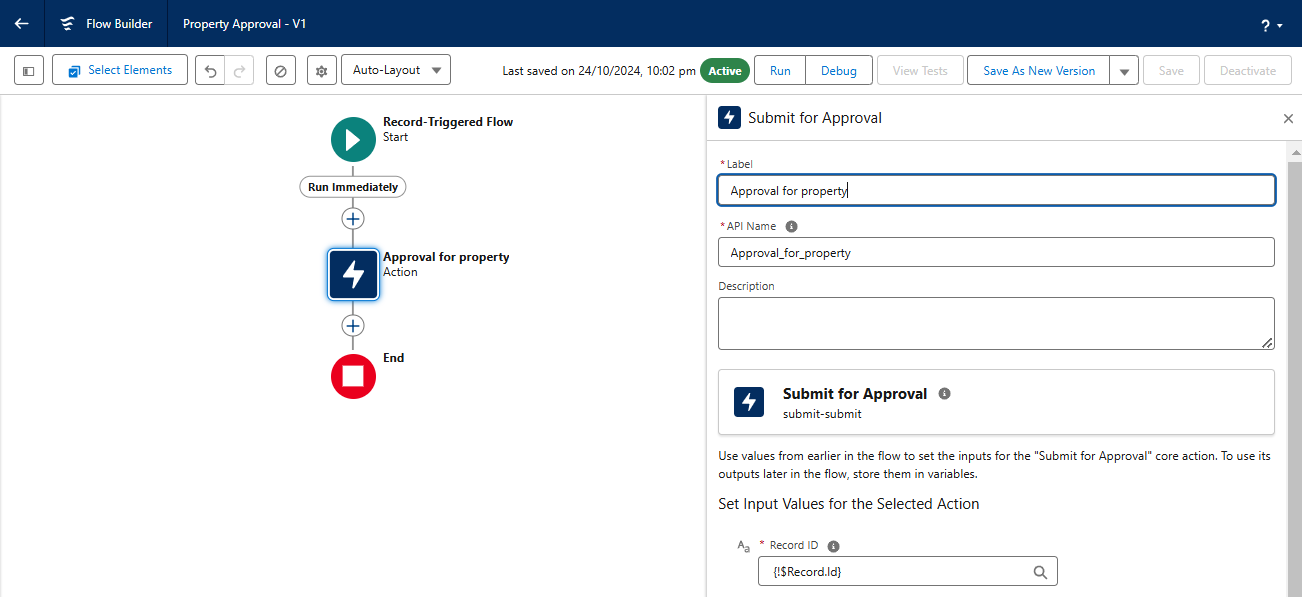 Flow Builder
Property Approval - V1
?
Select Elements
Auto-Layout
Last saved on 24/10/2024, 10:02 pm
Active
Run
Debug
View Tests
Save As New Version
Save
Deactivate
Record-Triggered Flow
Start
Run Immediately
Approval for property
Action
End
Submit for Approval
* Label
Approval for property
* API Name
Approval_for_property
Description
Submit for Approval
submit-submit
Use values from earlier in the flow to set the inputs for the "Submit for Approval" core action. To use its
outputs later in the flow, store them in variables.
Set Input Values for the Selected Action
Aa * Record ID
{!$Record.Id}